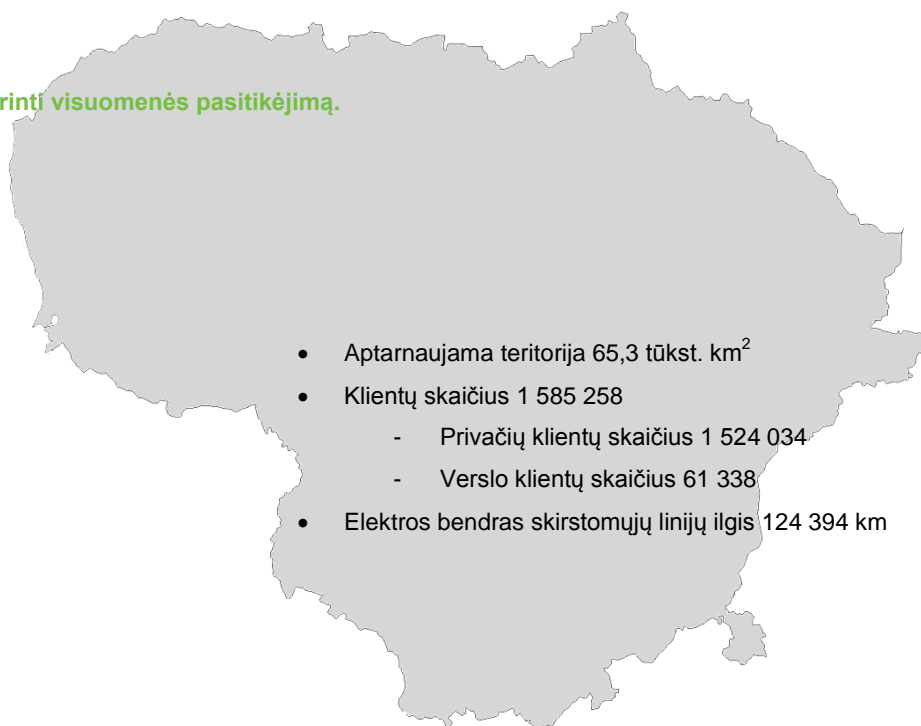 rinti visuomenės pasitikėjimą.
• Aptarnaujama teritorija 65,3 tūkst. km²
• Klientų skaičius 1 585 258
- Privačių klientų skaičius 1 524 034
- Verslo klientų skaičius 61 338
• Elektros bendras skirstomųjų linijų ilgis 124 394 km